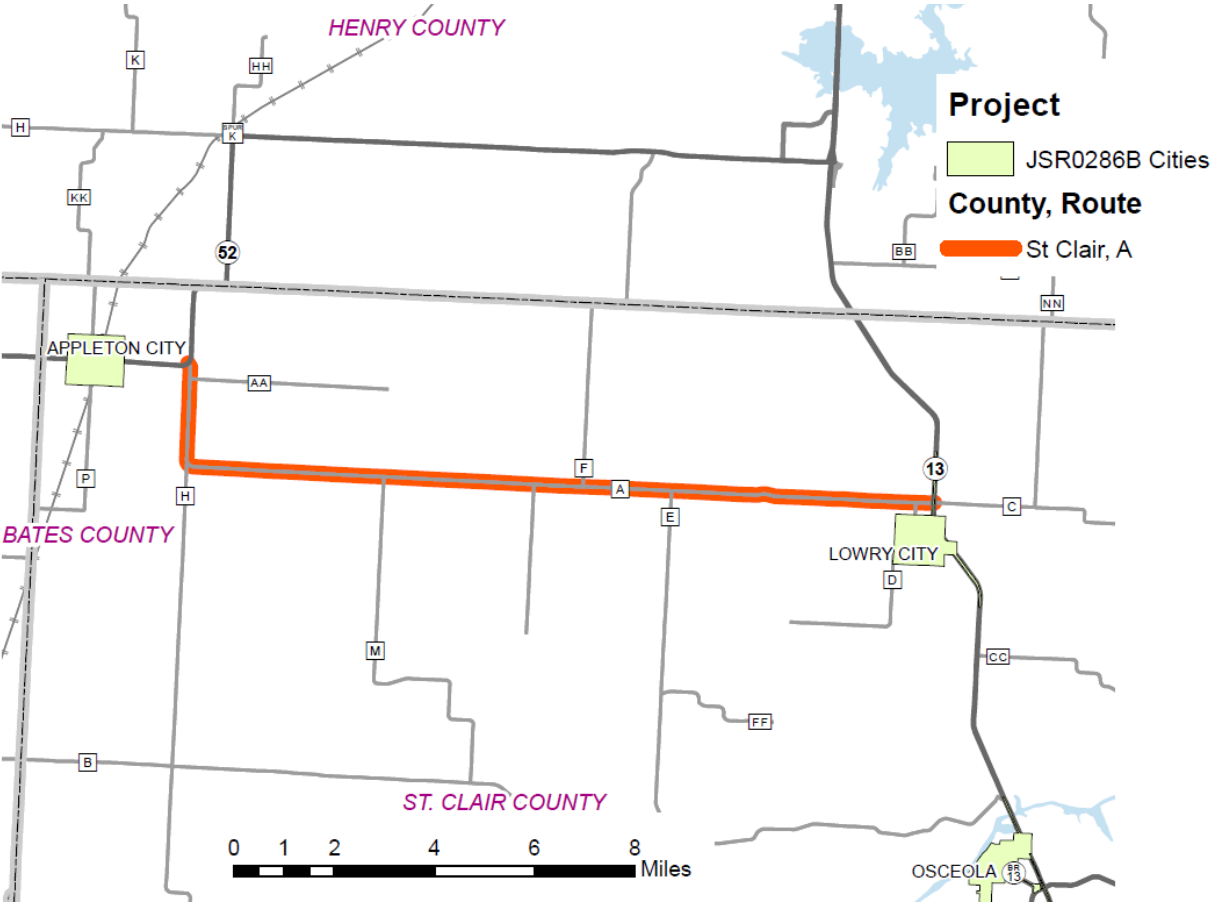 HENRY COUNTY
K
HH
H
SPUR
K
KK
52
BB
NN
Project
JSR0286B Cities
County, Route
St Clair, A
APPLETON CITY
AA
P
H
F
A
E
13
C
BATES COUNTY
LOWRY CITY
D
M
CC
FF
B
ST. CLAIR COUNTY
0 1 2 4 6 8
Miles
OSCEOLA
BR
13